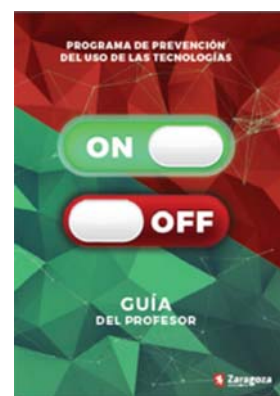 PROGRAMA DE PREVENCIÓN
DEL USO DE LAS TECNOLOGÍAS
ON
OFF
GUÍA
DEL PROFESOR
Zaragoza